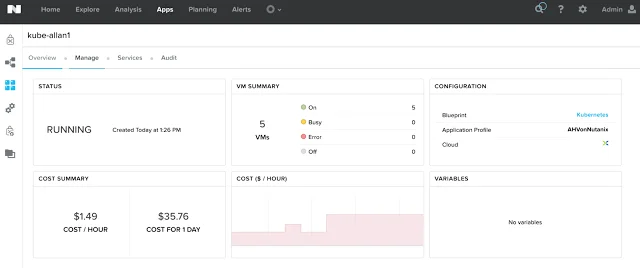 Home Explore Analysis Apps Planning Alerts ? Admin
kube-allan1
Overview Manage Services Audit
STATUS
RUNNING Created Today at 1:26 PM
VM SUMMARY
5
VMs
On 5
Busy 0
Error 0
Off 0
CONFIGURATION
Blueprint Kubernetes
Application Profile AHVonNutanix
Cloud
COST SUMMARY
$1.49
COST / HOUR
$35.76
COST FOR 1 DAY
COST ($ / HOUR)
VARIABLES
No variables